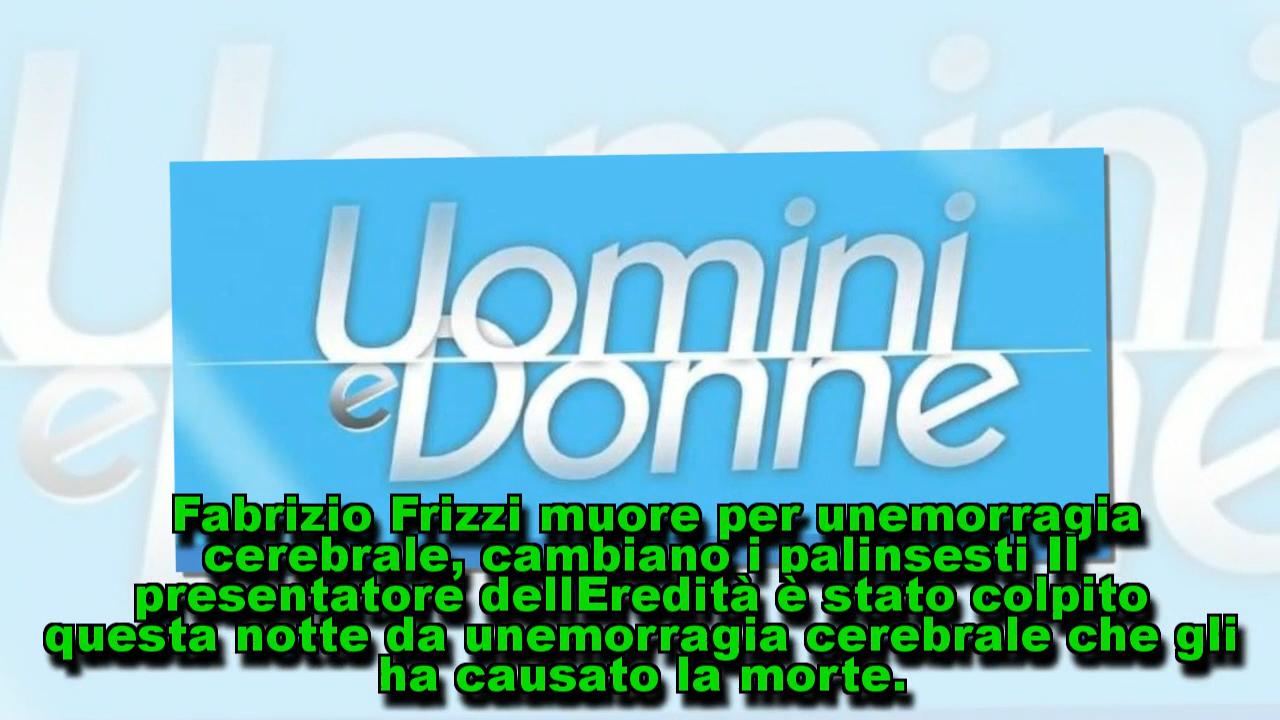 Uomini
e Donne
Fabrizio Frizzi muore per unemorragia
cerebrale, cambiano i palinsesti Il
presentatore dellEredità è stato colpito
questa notte da unemorragia cerebrale che gli
ha causato la morte.